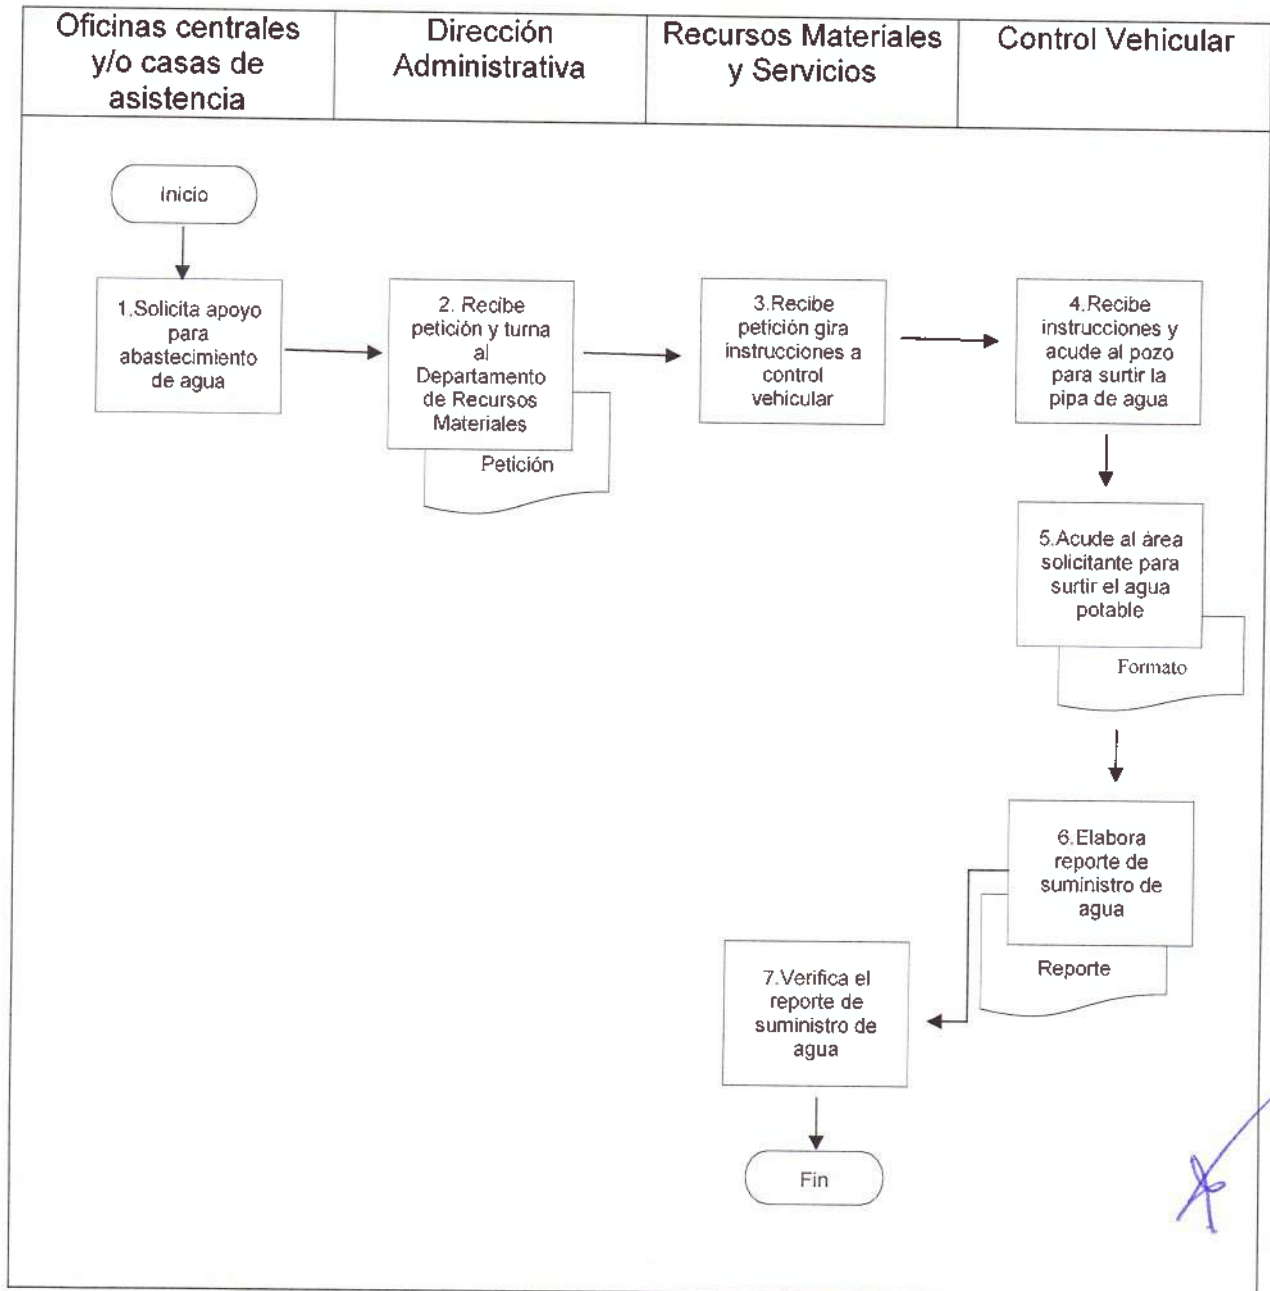 Oficinas centrales
y/o casas de
asistencia
Dirección
Administrativa
Recursos Materiales
y Servicios
Control Vehicular
Inicio
1.Solicita apoyo
para
abastecimiento
de agua
2. Recibe
petición y turna
al
Departamento
de Recursos
Materiales
Petición
3.Recibe
petición gira
instrucciones a
control
vehicular
4.Recibe
instrucciones y
acude al pozo
para surtir la
pipa de agua
5.Acude al área
solicitante para
surtir el agua
potable
Formato
6.Elabora
reporte de
suministro de
agua
Reporte
7.Verifica el
reporte de
suministro de
agua
Fin